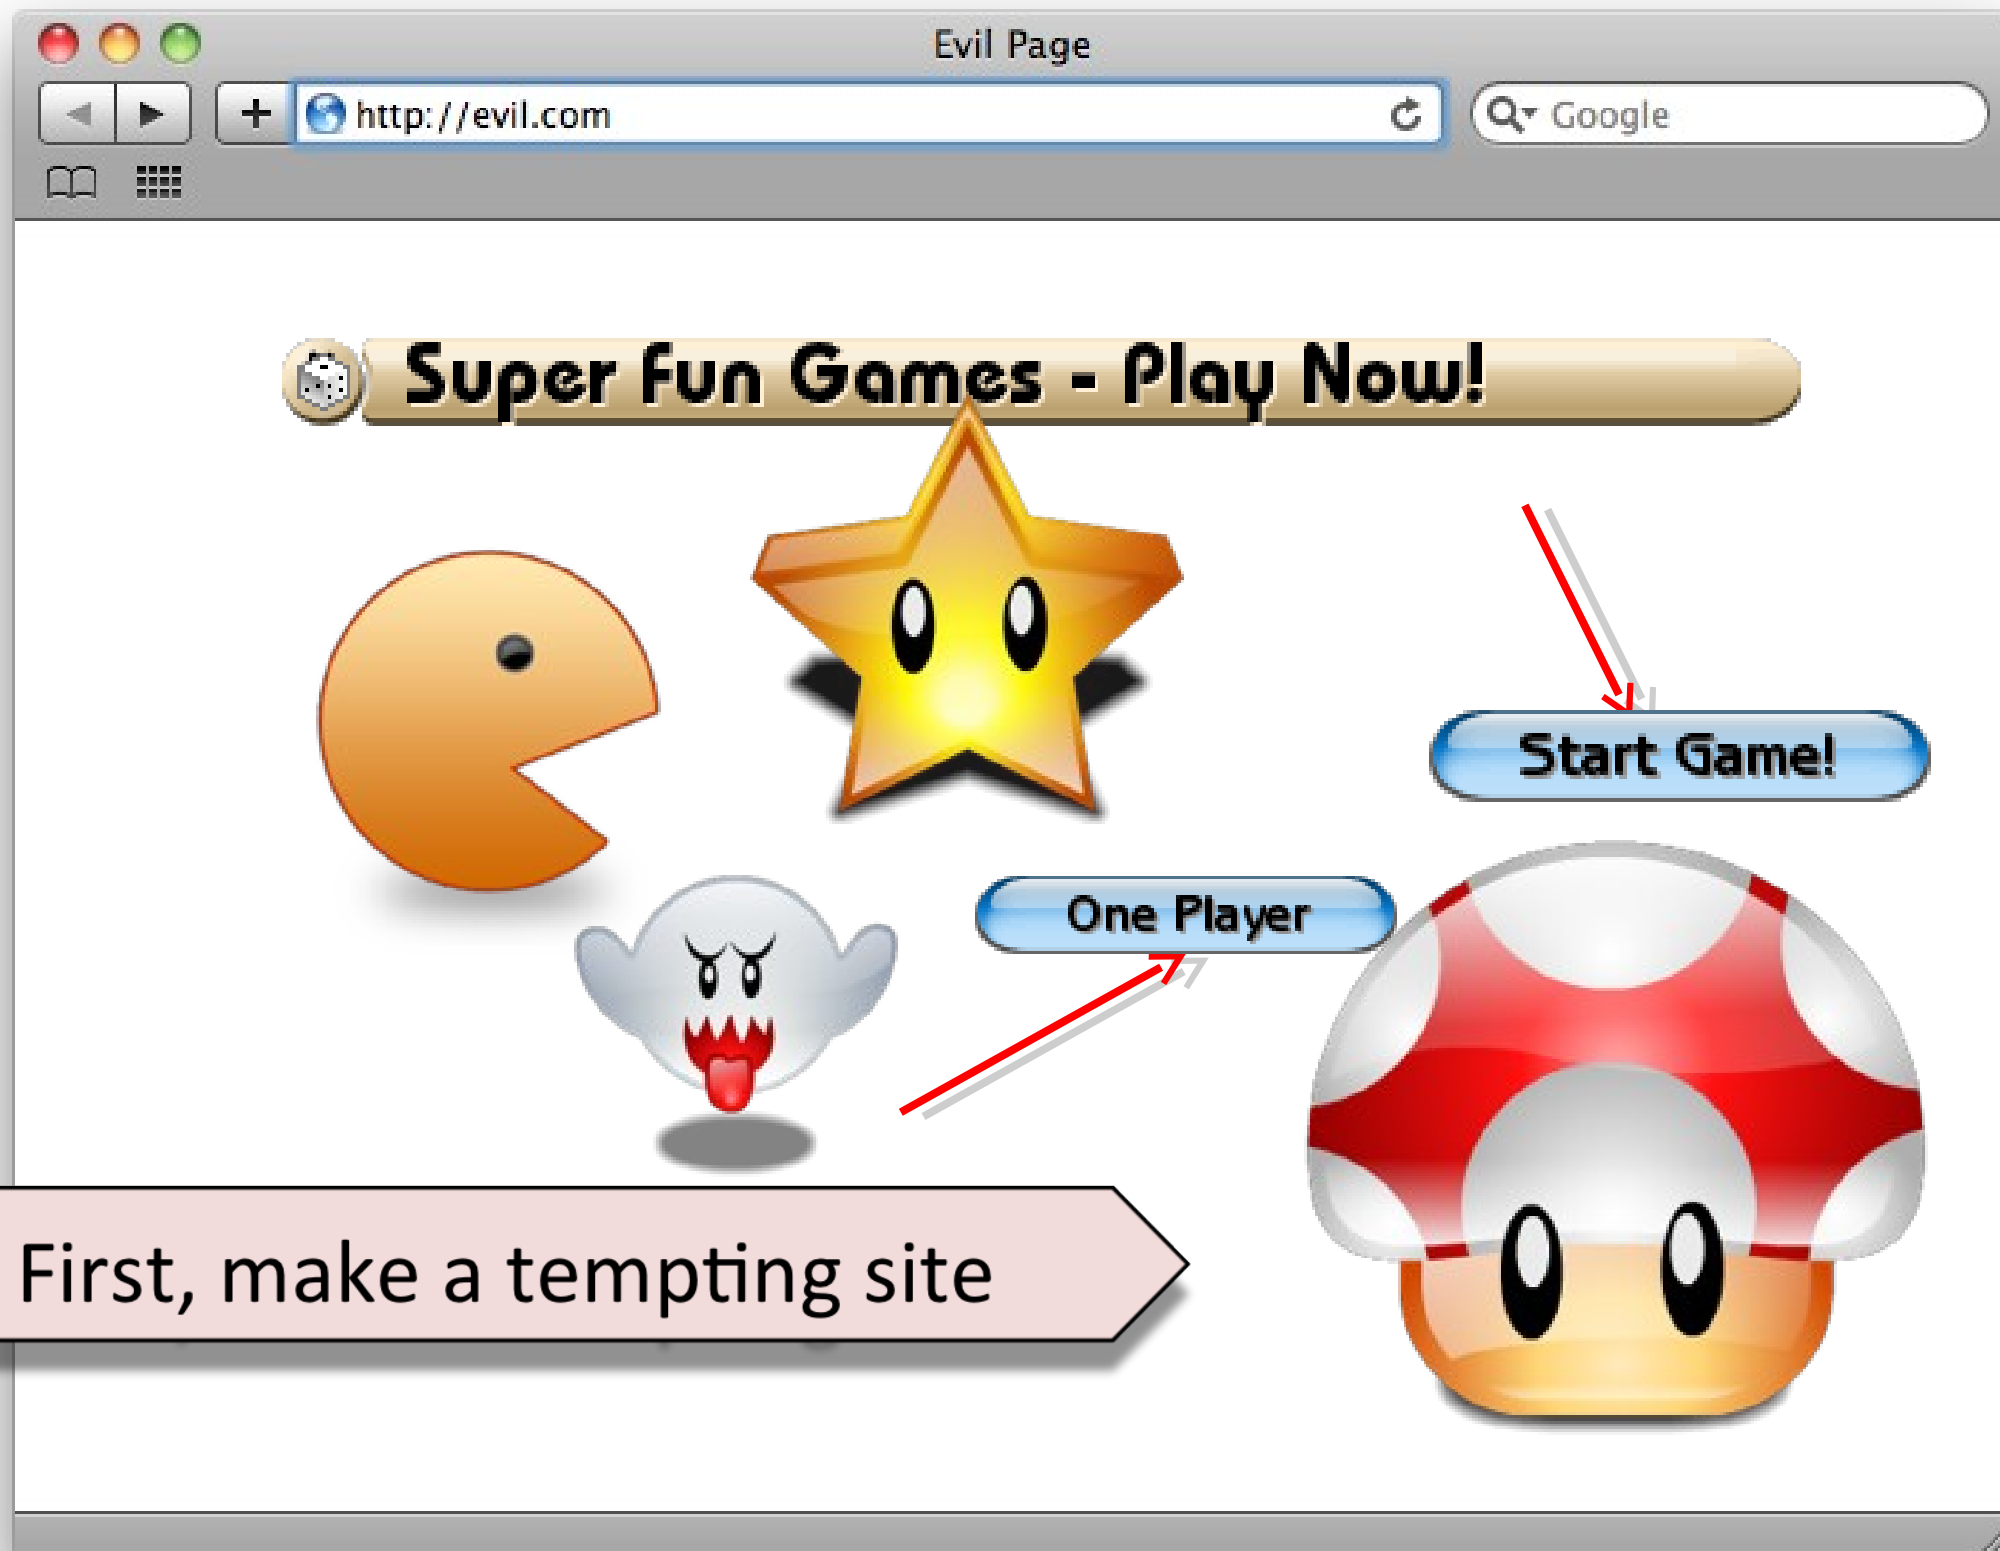 Evil Page
http://evil.com
Google
Super Fun Games - Play Now!
Start Game!
One Player
First, make a tempting site